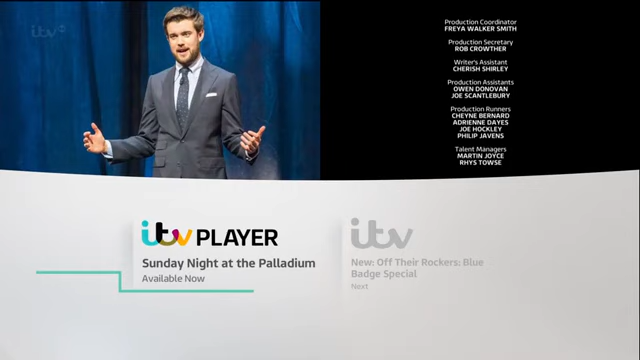 itv
Production Coordinator
FREYA WALKER SMITH
Production Secretary
ROB CROWTHER
Writer's Assistant
CHERISH SHIRLEY
Production Assistants
OWEN DONOVAN
JOE SCANTLEBURY
Production Runners
CHEYNE BERNARD
ADRIENNE DAYES
JOE HOCKLEY
PHILIP JAVENS
Talent Managers
MARTIN JOYCE
RHYS TOWSE
itv PLAYER
Sunday Night at the Palladium
Available Now
itv
New: Off Their Rockers: Blue
Badge Special
Next